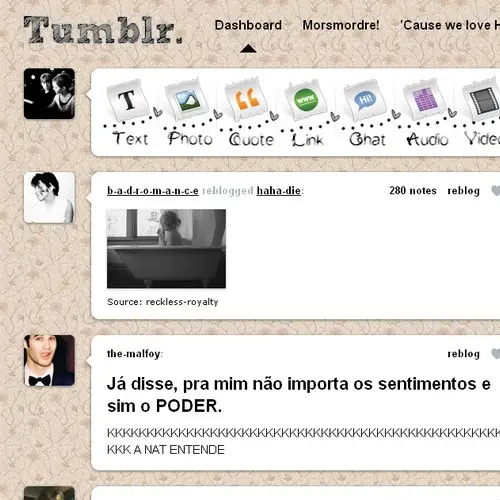 Tumblr.
Dashboard Morsmordre! 'Cause we love H
T www Hi!
Text Photo Quote Link Chat Audio Video
b-a-d-r-o-m-a-n-c-e reblogged haha-die: 280 notes reblog
Source: reckless-royalty
the-malfoy: reblog
Já disse, pra mim não importa os sentimentos e
sim o PODER.
KKKKKKKKKKKKKKKKKKKKKKKKKKKKKKKKKKKKKKKKKKKKKKKKKK
KKK A NAT ENTENDE